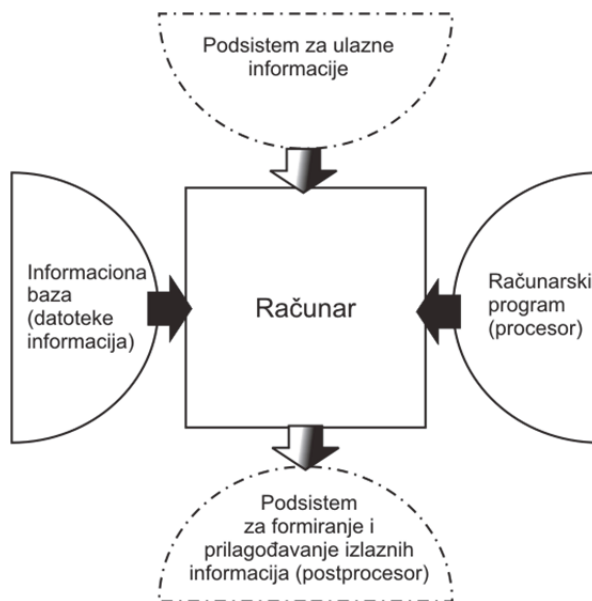 Podsistem za ulazne
informacije
Informaciona
baza
(datoteke
informacija)
Računar
Računarski
program
(procesor)
Podsistem
za formiranje i
prilagođavanje izlaznih
informacija (postprocesor)